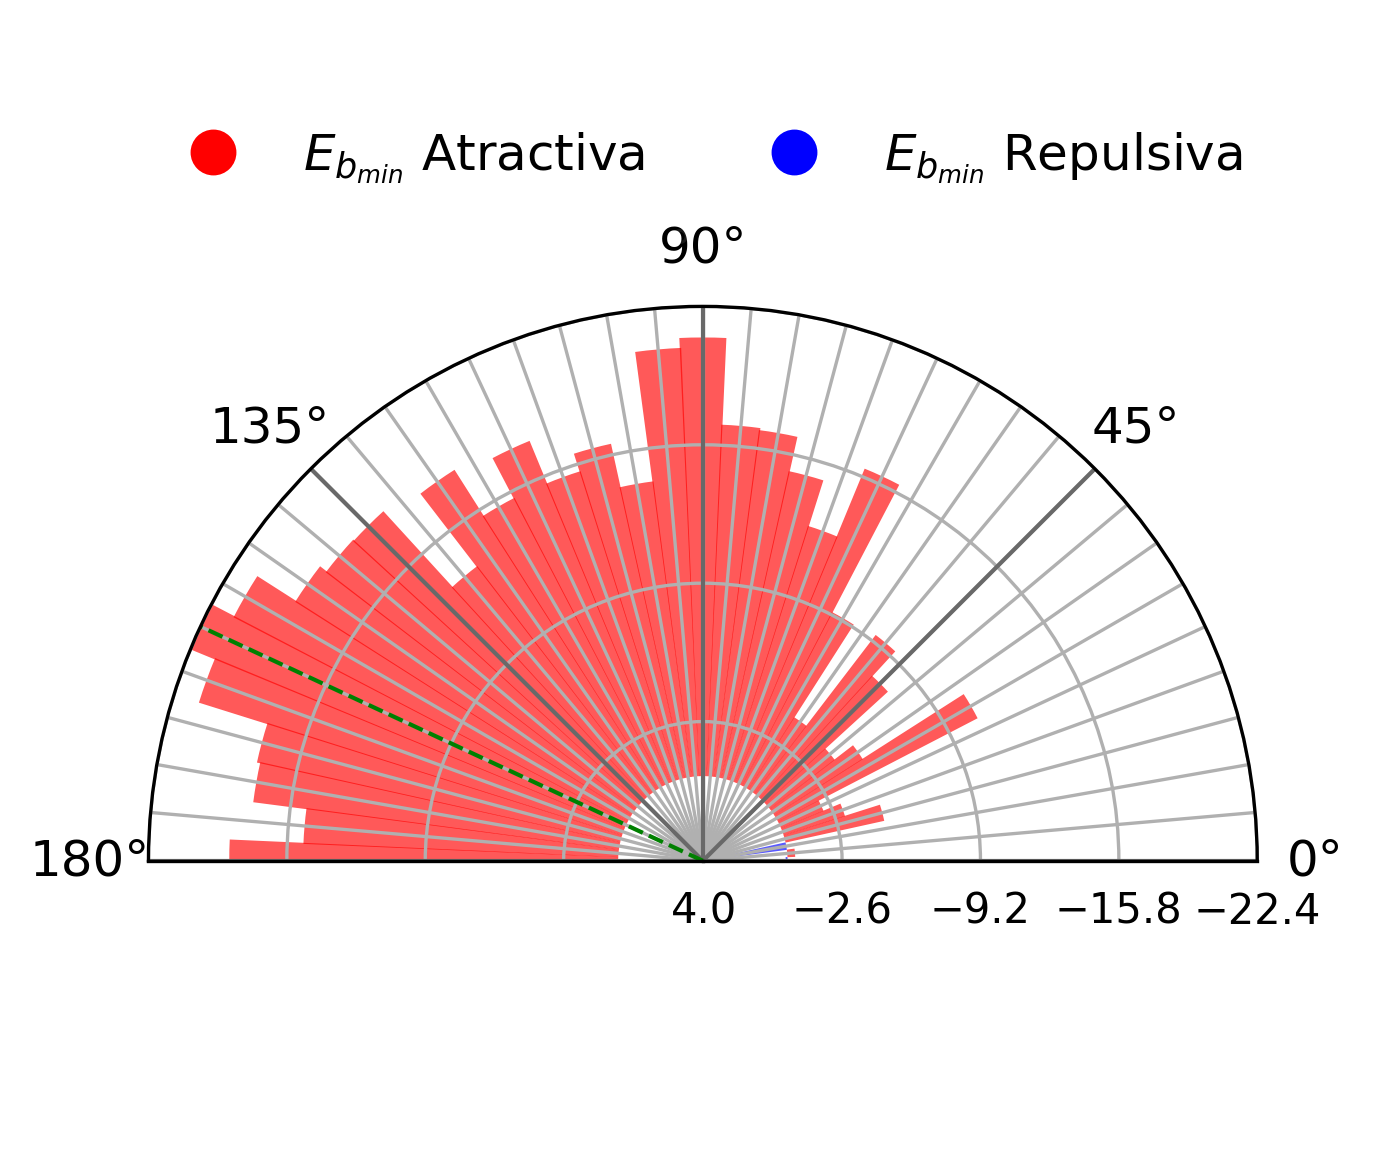 E_{b_{min}} Atractiva E_{b_{min}} Repulsiva
90°
135° 45°
180° 0°
4.0 −2.6 −9.2 −15.8 −22.4